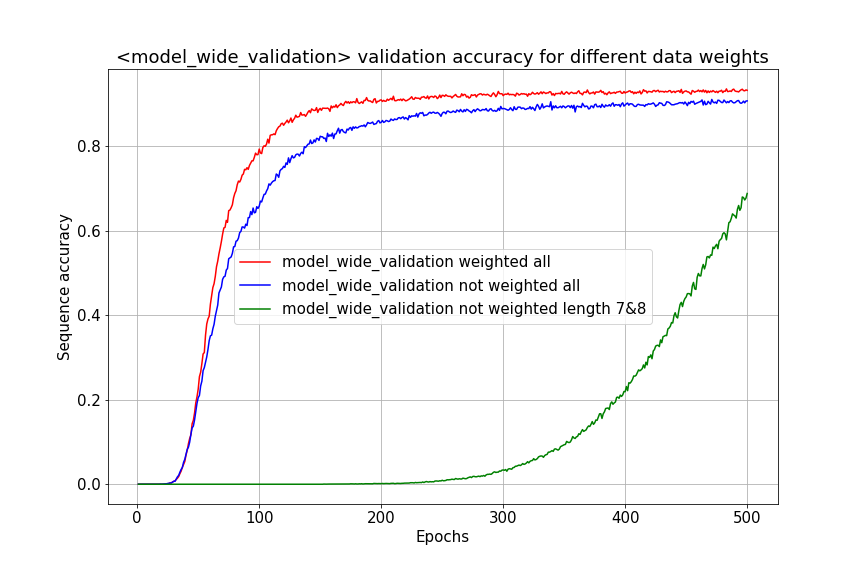 <model_wide_validation> validation accuracy for different data weights
Sequence accuracy
0.8
0.6
0.4
0.2
0.0
model_wide_validation weighted all
model_wide_validation not weighted all
model_wide_validation not weighted length 7&8
0 100 200 300 400 500
Epochs